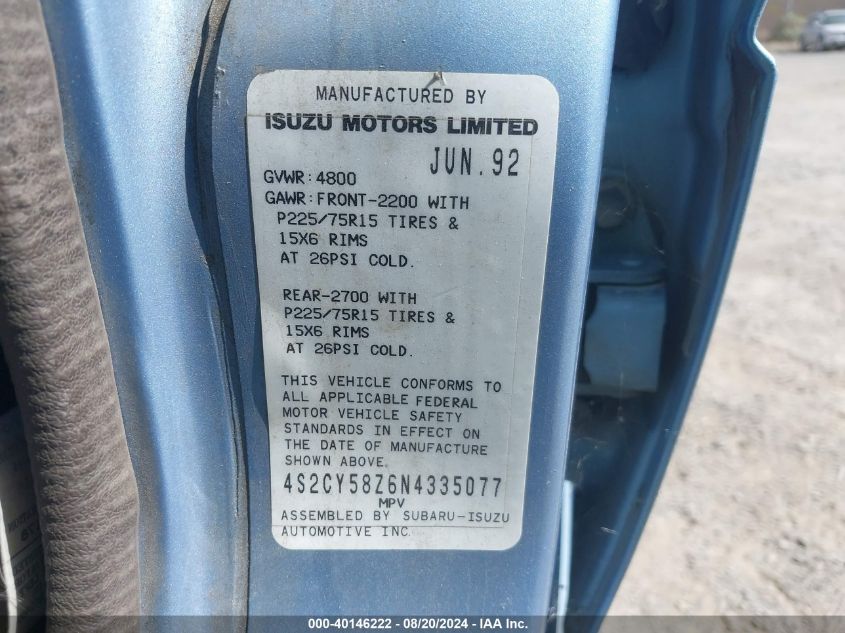 MANUFACTURED BY
ISUZU MOTORS LIMITED
JUN.92
GVWR:4800
GAWR:FRONT-2200 WITH
P225/75R15 TIRES &
15X6 RIMS
AT 26PSI COLD.
REAR-2700 WITH
P225/75R15 TIRES &
15X6 RIMS
AT 26PSI COLD.
THIS VEHICLE CONFORMS TO
ALL APPLICABLE FEDERAL
MOTOR VEHICLE SAFETY
STANDARDS IN EFFECT ON
THE DATE OF MANUFACTURE
SHOWN ABOVE.
4S2CY58Z6N4335077
MPV
ASSEMBLED BY SUBARU-ISUZU
AUTOMOTIVE INC.
000-40146222 - 08/20/2024 - IAA Inc.